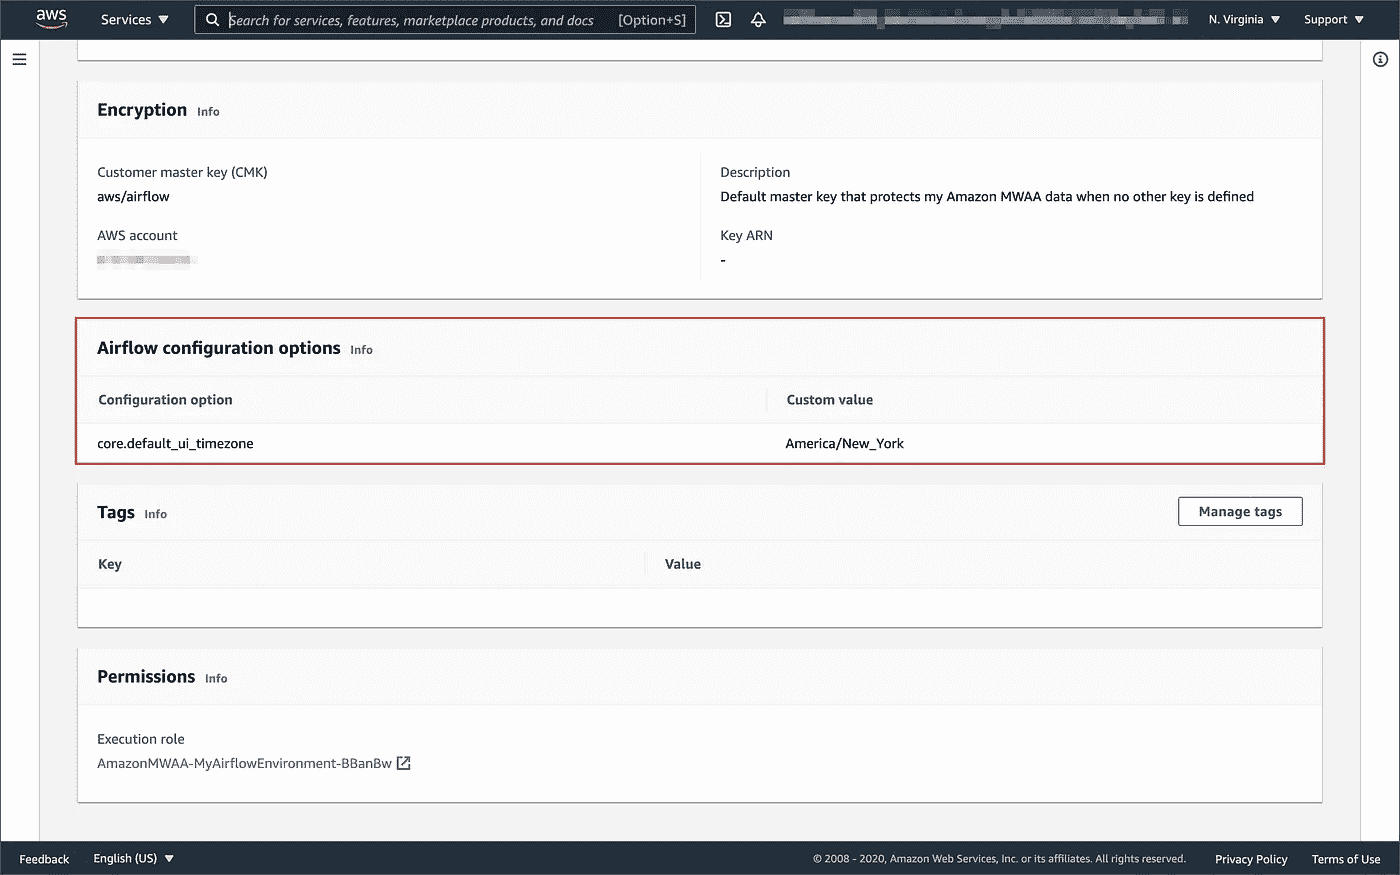 aws Services Search for services, features, marketplace products, and docs [Option+S] N. Virginia Support
Encryption Info
Customer master key (CMK)
aws/airflow
Description
Default master key that protects my Amazon MWAA data when no other key is defined
AWS account
Key ARN
-
Airflow configuration options Info
Configuration option Custom value
core.default_ui_timezone America/New_York
Tags Info Manage tags
Key Value
Permissions Info
Execution role
AmazonMWAA-MyAirflowEnvironment-BBanBw
Feedback English (US) © 2008 - 2020, Amazon Web Services, Inc. or its affiliates. All rights reserved. Privacy Policy Terms of Use